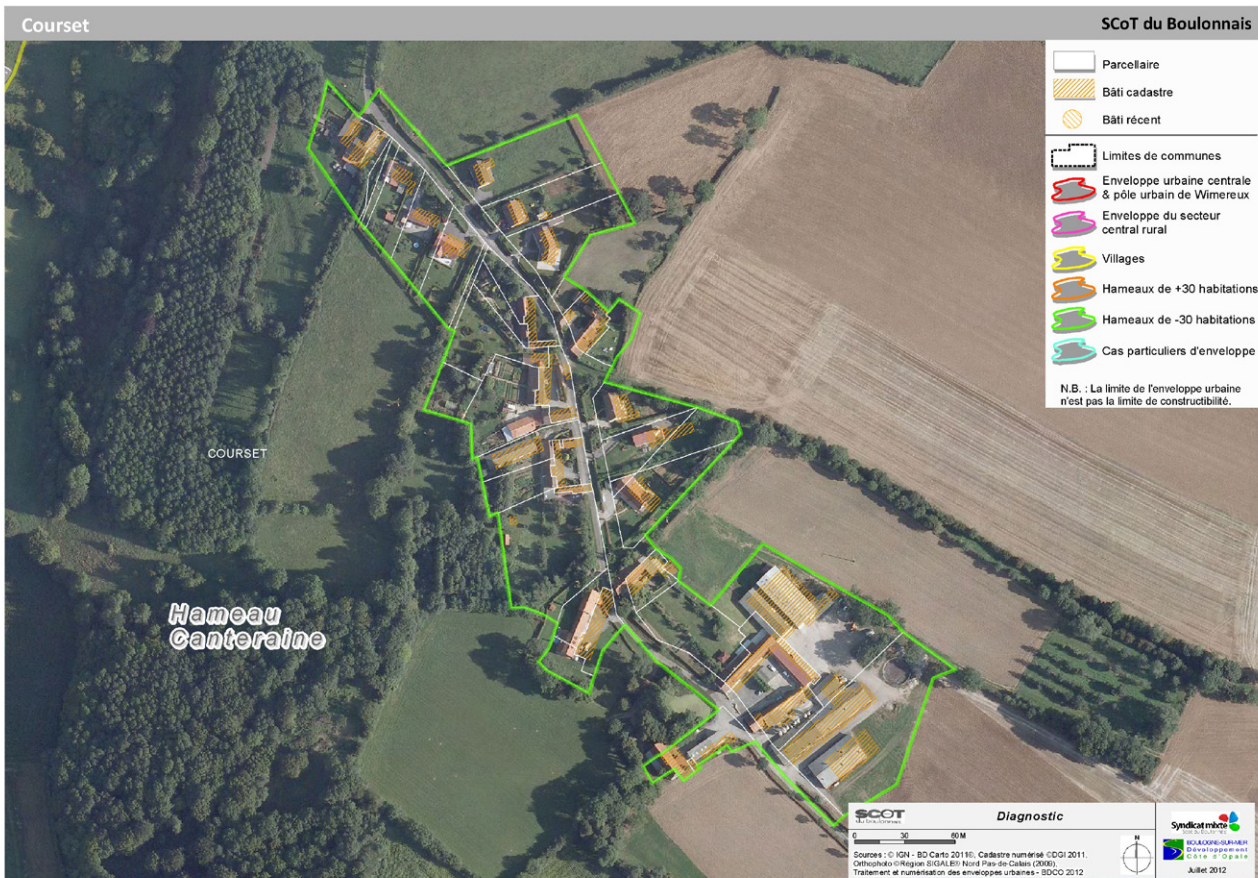 Courset
SCoT du Boulonnais
Parcellaire
Bâti cadastre
Bâti récent
Limites de communes
Enveloppe urbaine centrale
& pôle urbain de Wimereux
Enveloppe du secteur
central rural
Villages
Hameaux de +30 habitations
Hameaux de -30 habitations
Cas particuliers d'enveloppe
N.B. : La limite de l'enveloppe urbaine
n'est pas la limite de constructibilité.
COURSET
Hameau
Canteraine
SCOT
du boulonnais
Diagnostic
0 30 60 M
N
Sources : © IGN - BD Carto 2011®, Cadastre numérisé ©DGI 2011,
Orthophoto ©Région SIGALE® Nord Pas-de-Calais (2009),
Traitement et numérisation des enveloppes urbaines - BDCO 2012
Syndicat mixte
BOULOGNE-SUR-MER
Développement
Côte d'Opale
Juillet 2012